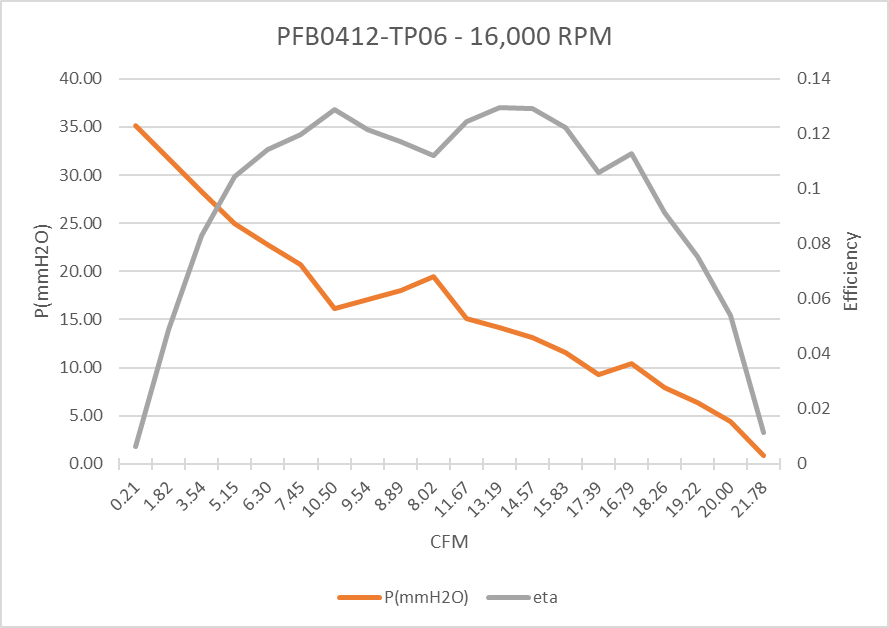 PFB0412-TP06 - 16,000 RPM
40.00
35.00
30.00
25.00
20.00
15.00
10.00
5.00
0.00
P(mmH2O)
0.14
0.12
0.1
0.08
0.06
0.04
0.02
0
Efficiency
0.21 1.82 3.54 5.15 6.30 7.45 10.50 9.54 8.89 8.02 11.67 13.19 14.57 15.83 17.39 16.79 18.26 19.22 20.00 21.78
CFM
P(mmH2O) eta